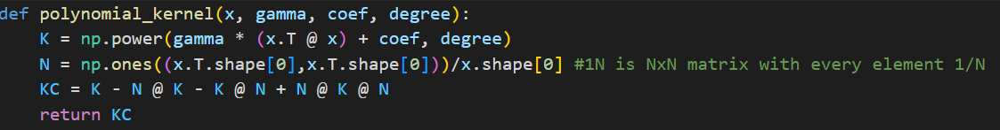 def polynomial_kernel(x, gamma, coef, degree):
    K = np.power(gamma * (x.T @ x) + coef, degree)
    N = np.ones((x.T.shape[0],x.T.shape[0]))/x.shape[0] #1N is NxN matrix with every element 1/N
    KC = K - N @ K - K @ N + N @ K @ N
    return KC